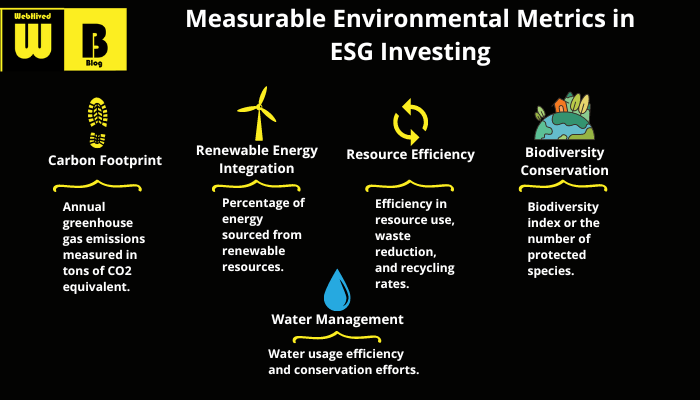 WebHived
W
B
Blog
Measurable Environmental Metrics in
ESG Investing
Carbon Footprint
Annual
greenhouse
gas emissions
measured in
tons of CO2
equivalent.
Renewable Energy
Integration
Percentage of
energy
sourced from
renewable
resources.
Resource Efficiency
Efficiency in
resource use,
waste
reduction,
and recycling
rates.
Biodiversity
Conservation
Biodiversity
index or the
number of
protected
species.
Water Management
Water usage efficiency
and conservation efforts.